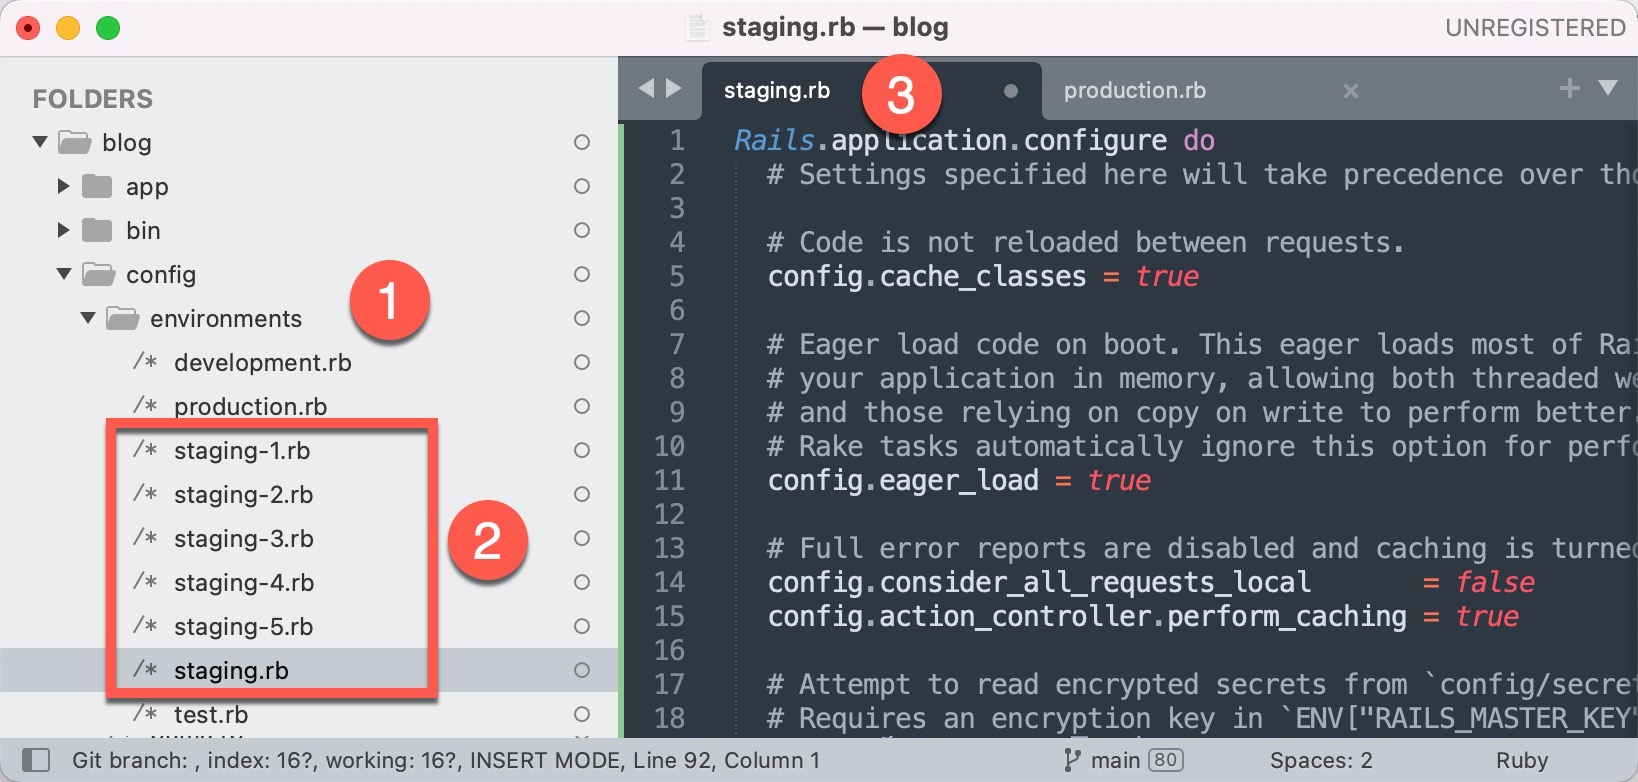 staging.rb — blog
UNREGISTERED
FOLDERS
blog
app
bin
config
environments
/* development.rb
/* production.rb
/* staging-1.rb
/* staging-2.rb
/* staging-3.rb
/* staging-4.rb
/* staging-5.rb
/* staging.rb
/* test.rb
1
2
3
staging.rb
production.rb
1 Rails.application.configure do
2 # Settings specified here will take precedence over
3
4 # Code is not reloaded between requests.
5 config.cache_classes = true
6
7 # Eager load code on boot. This eager loads most of
8 # your application in memory, allowing both threaded
9 # and those relying on copy on write to perform better.
10 # Rake tasks automatically ignore this option for
11 config.eager_load = true
12
13 # Full error reports are disabled and caching is turned
14 config.consider_all_requests_local       = false
15 config.action_controller.perform_caching = true
16
17 # Attempt to read encrypted secrets from `config/
18 # Requires an encryption key in `ENV["RAILS_MASTER_KEY"
Git branch: , index: 16?, working: 16?, INSERT MODE, Line 92, Column 1
main 80
Spaces: 2
Ruby